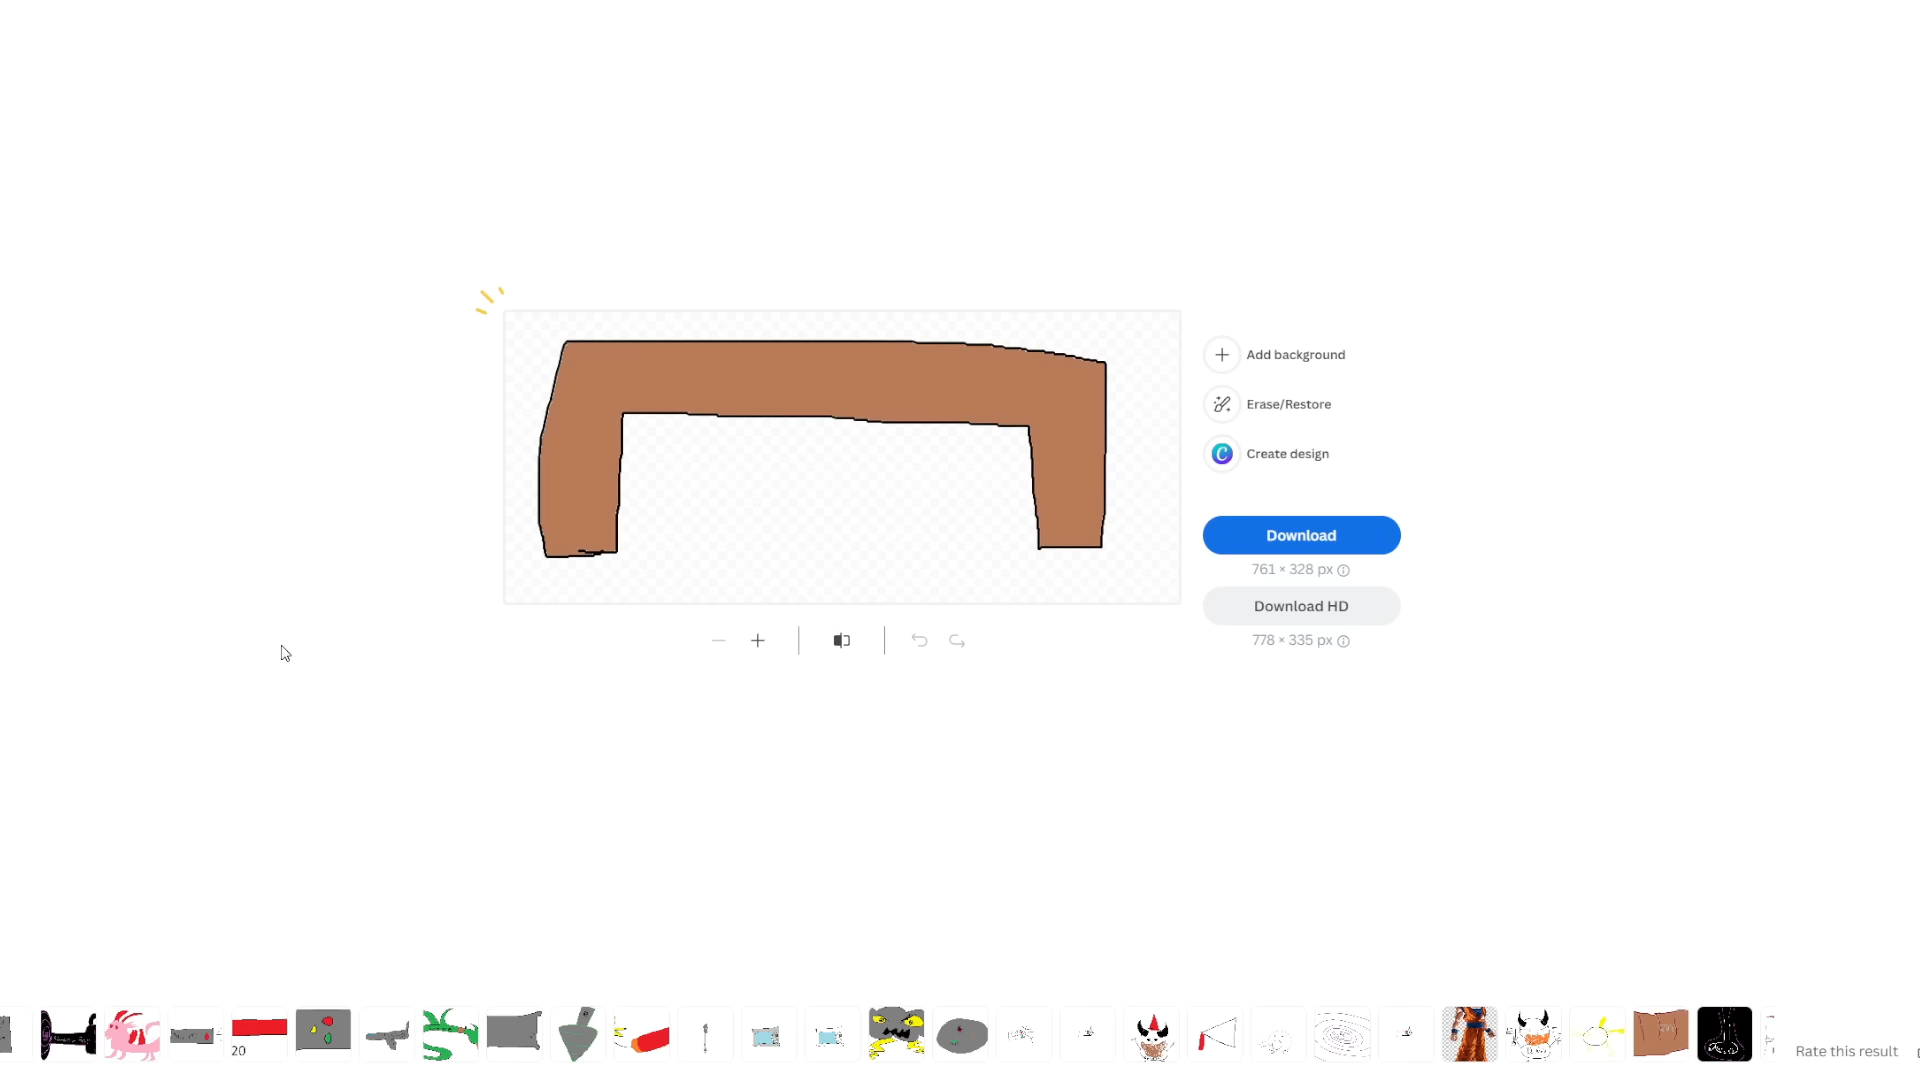 Add background
Erase/Restore
C Create design
Download
761 × 328 px
Download HD
778 × 335 px
20
Rate this result